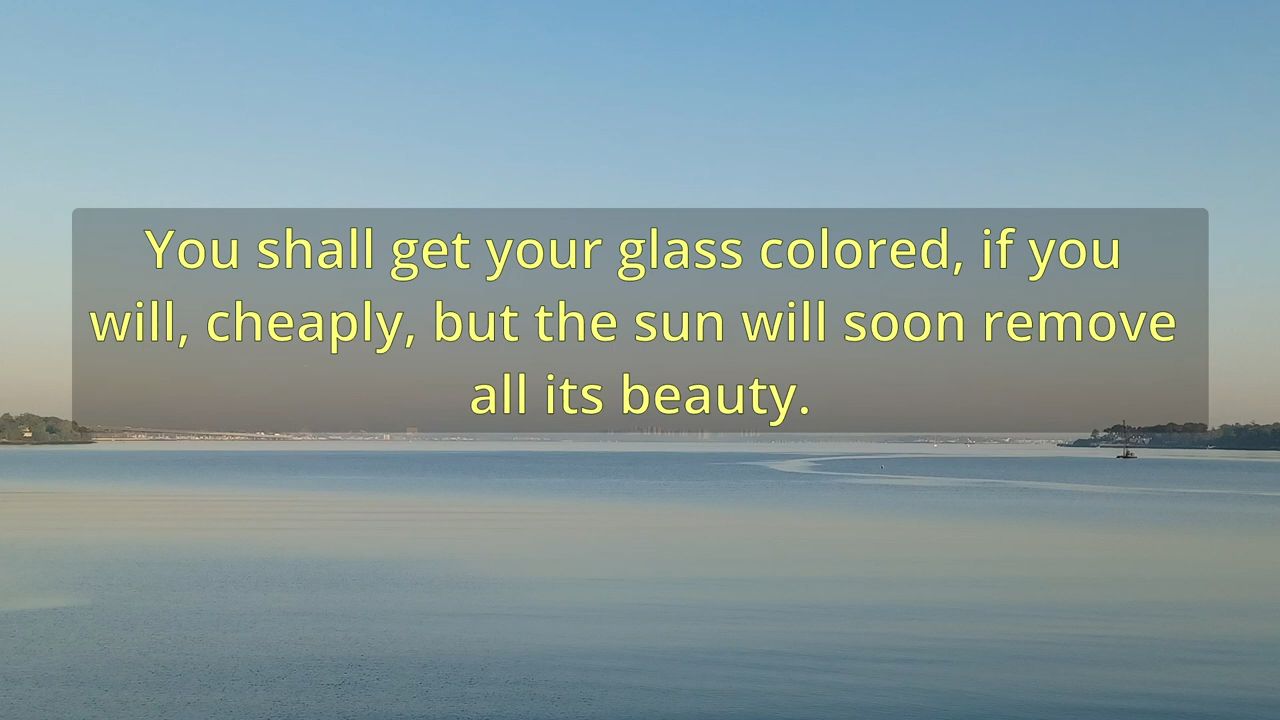 You shall get your glass colored, if you
will, cheaply, but the sun will soon remove
all its beauty.